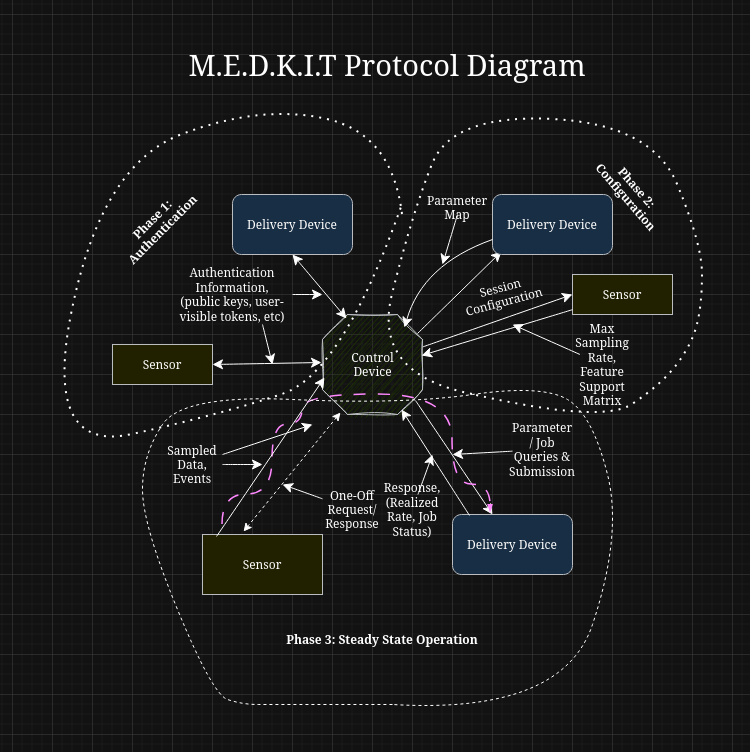 M.E.D.K.I.T Protocol Diagram
Phase 1:
Authentication
Delivery Device
Authentication
Information,
(public keys, user-
visible tokens, etc)
Sensor
Phase 2:
Configuration
Parameter
Map
Delivery Device
Session
Configuration
Sensor
Max
Sampling
Rate,
Feature
Support
Matrix
Control
Device
Sampled
Data,
Events
One-Off
Request/
Response
Response,
(Realized
Rate, Job
Status)
Parameter
/ Job
Queries &
Submission
Sensor
Delivery Device
Phase 3: Steady State Operation